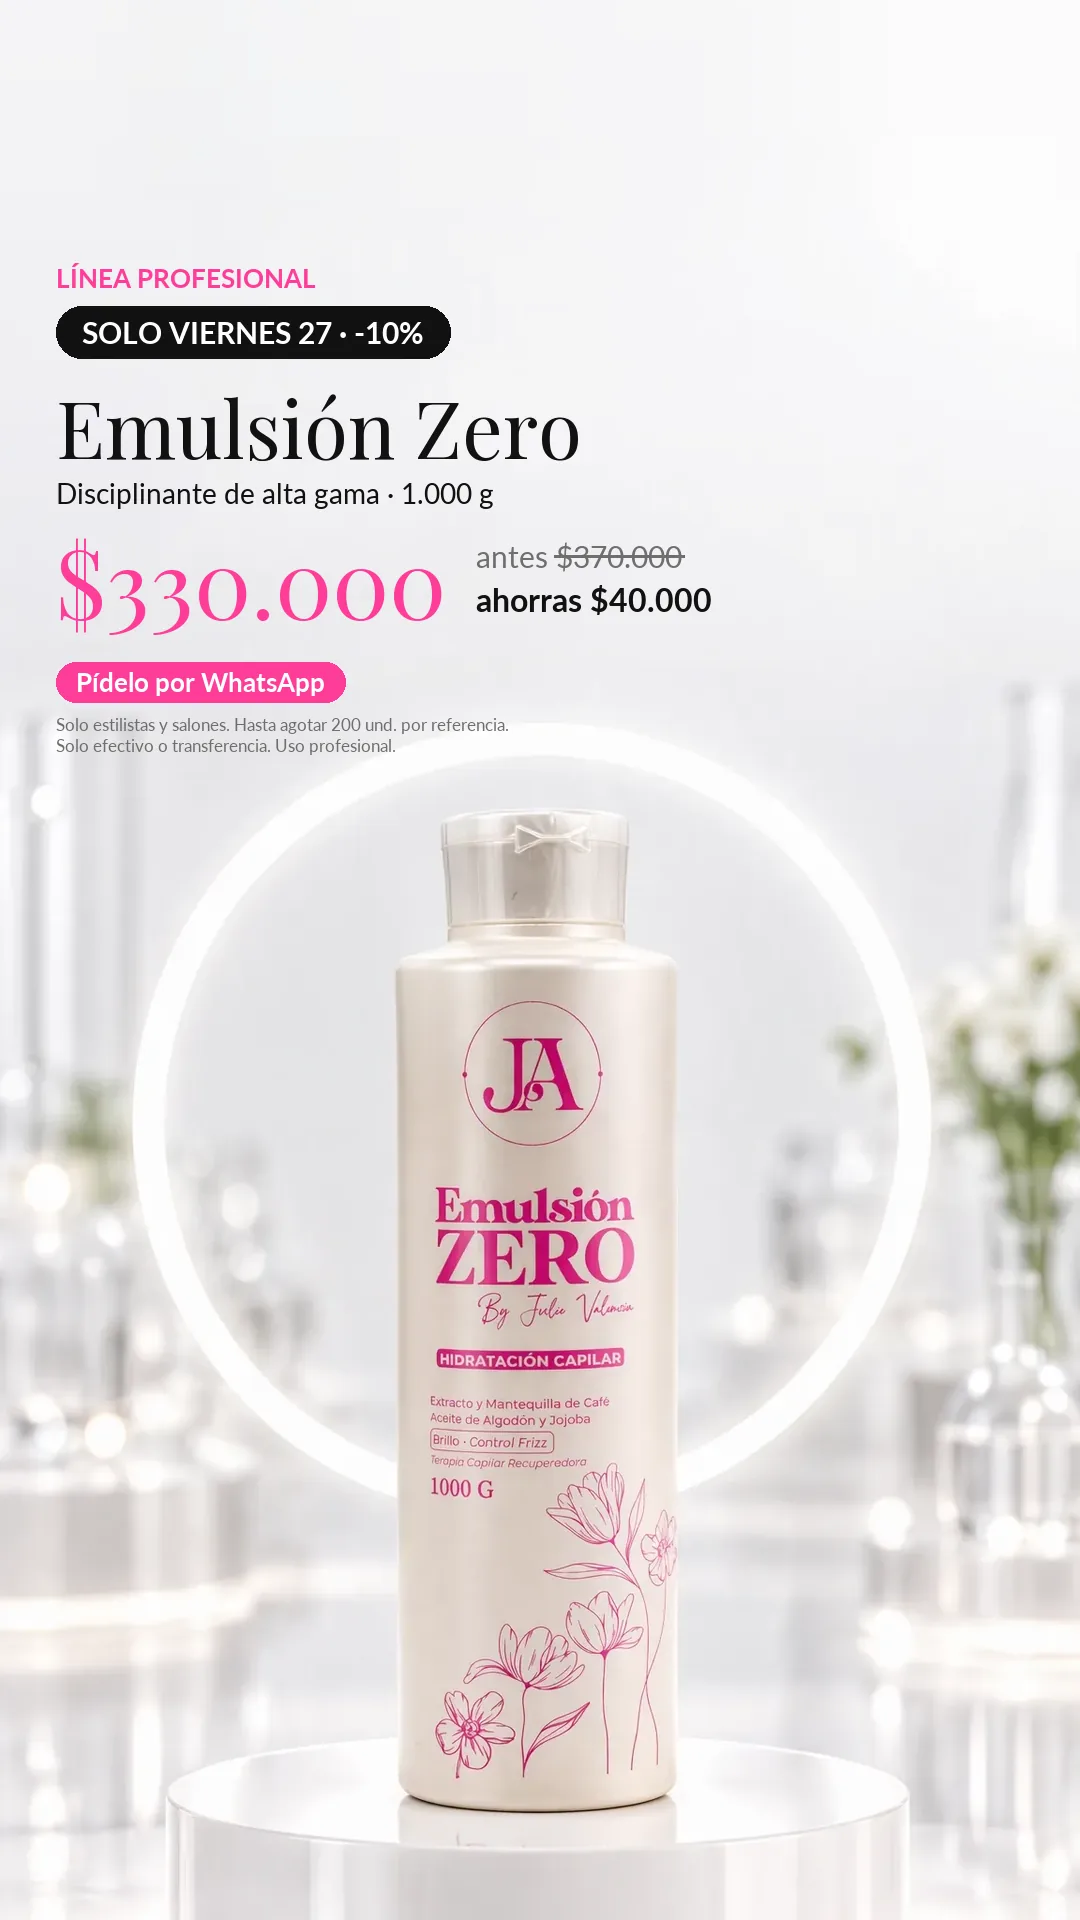 LÍNEA PROFESIONAL
SOLO VIERNES 27 · -10%
Emulsión Zero
Disciplinante de alta gama · 1.000 g
$330.000
antes $370.000
ahorras $40.000
Pídelo por WhatsApp
Solo estilistas y salones. Hasta agotar 200 und. por referencia.
Solo efectivo o transferencia. Uso profesional.
JA
Emulsión
ZERO
By Julie Valencia
HIDRATACIÓN CAPILAR
Extracto y Mantequilla de Café
Aceite de Algodón y Jojoba
Brillo · Control Frizz
Terapia Capilar Recuperadora
1000 G